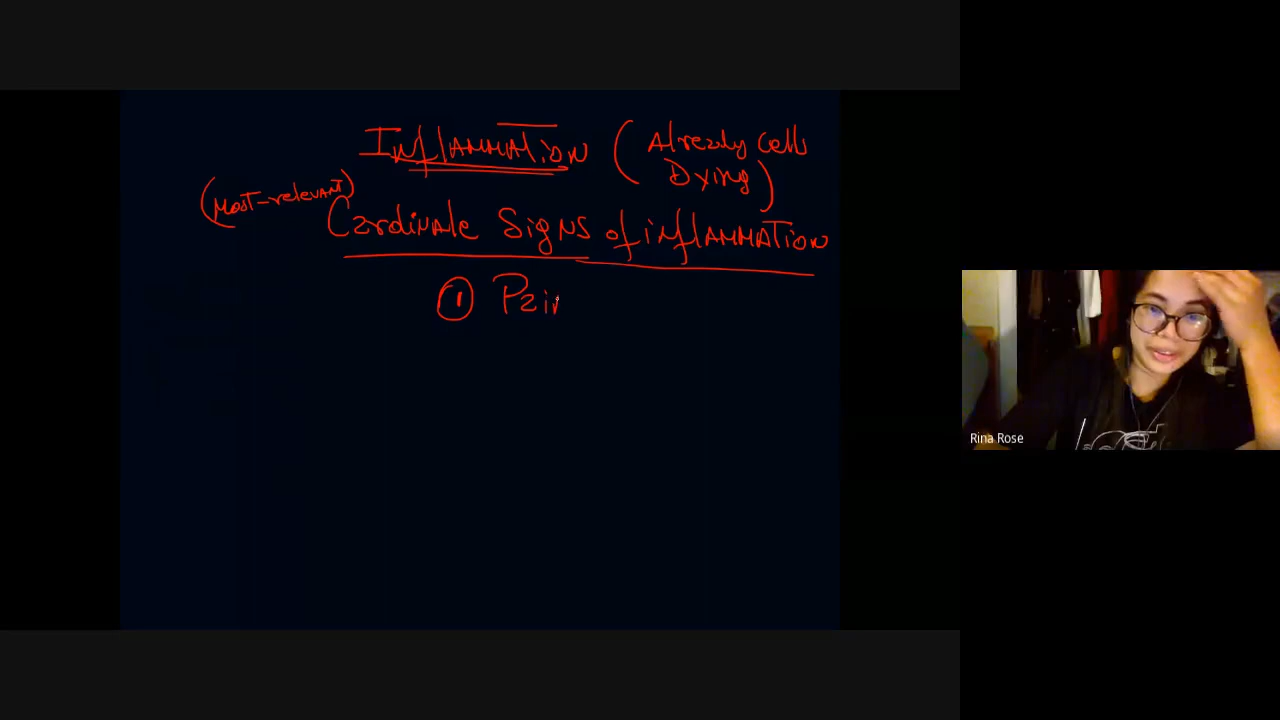 Inflammation (Already Cells
Dying)
(Most-relevant)
Cardinale Signs of inflammation
① Pain
Rina Rose